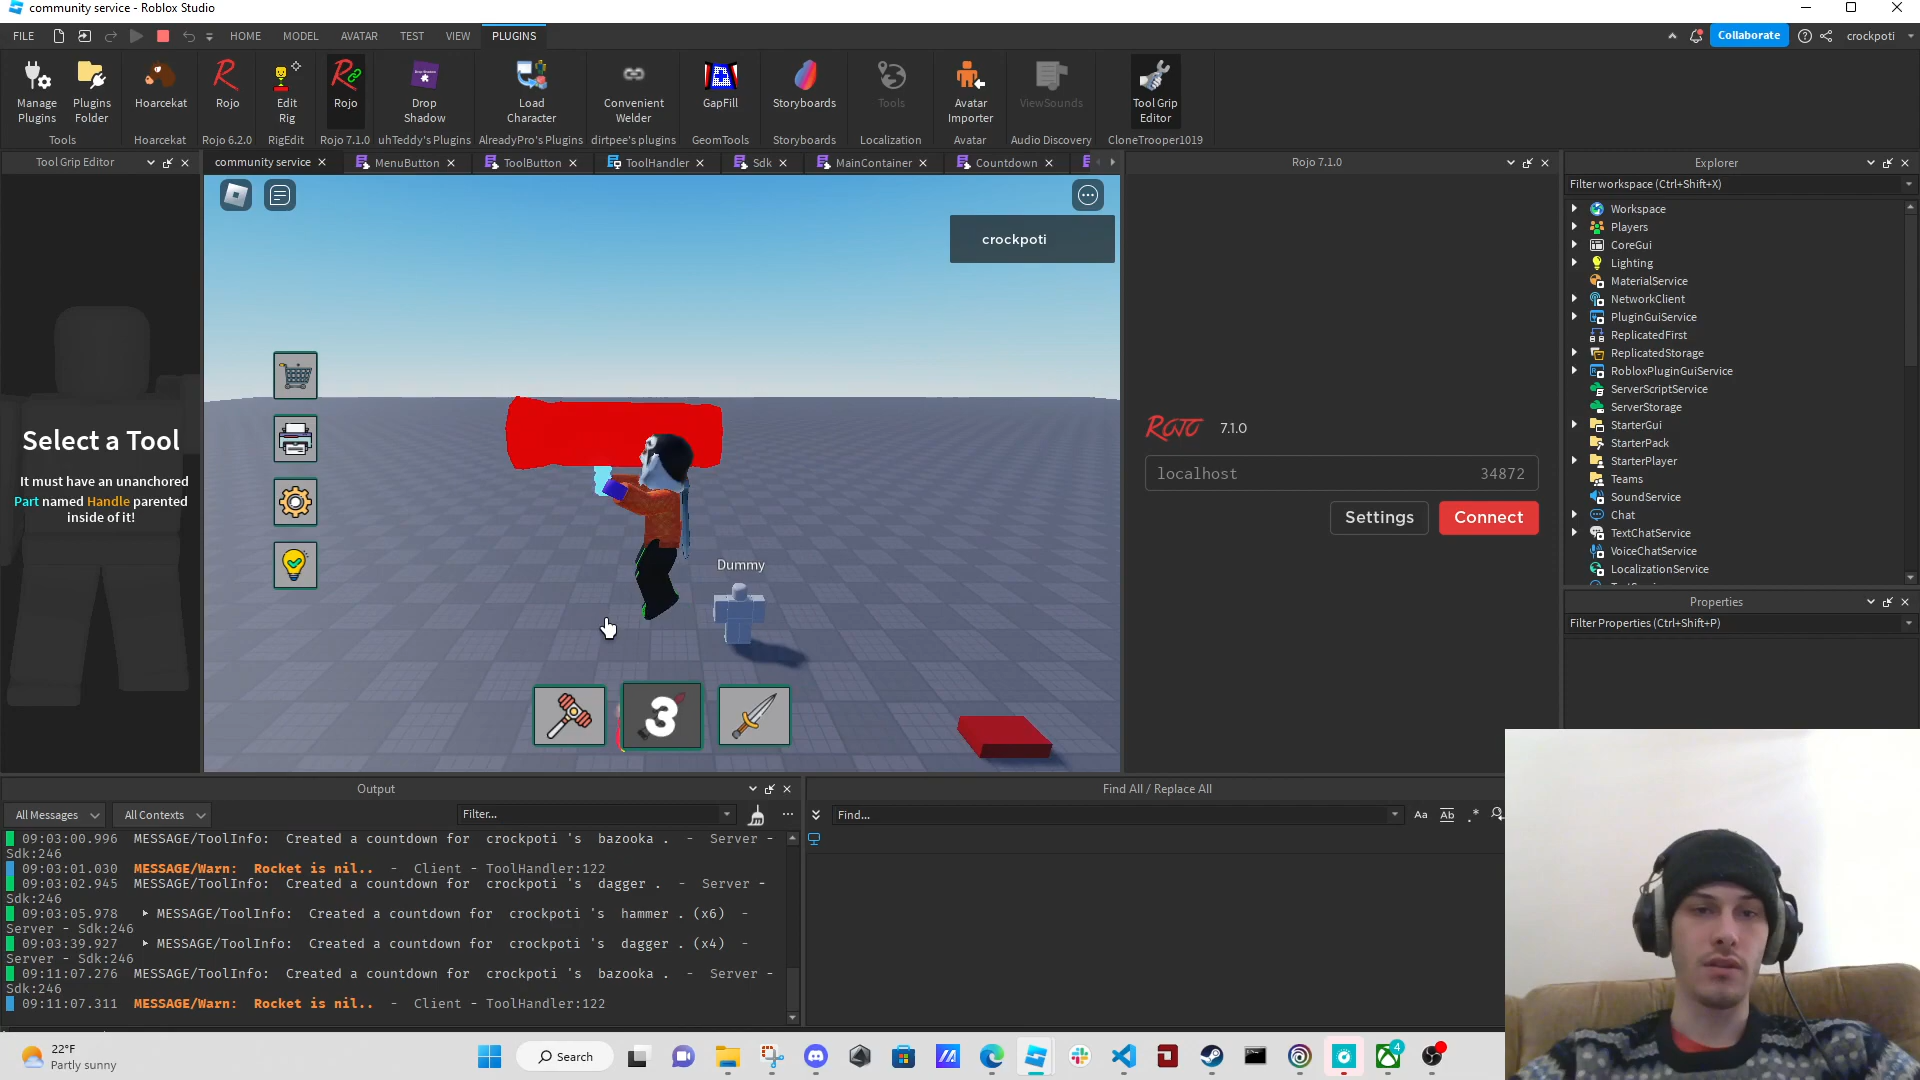 community service - Roblox Studio
FILE HOME MODEL AVATAR TEST VIEW PLUGINS Collaborate crockpoti
Manage Plugins
Plugins Folder
Hoarcekat
Rojo
Edit Rig
Rojo
Drop Shadow
Load Character
Convenient Welder
GapFill
Storyboards
Tools
Avatar Importer
ViewSounds
Tool Grip Editor
Tools Hoarcekat Rojo 6.2.0 RigEdit Rojo 7.1.0 uhTeddy's Plugins AlreadyPro's Plugins dirtpee's plugins GeomTools Storyboards Localization Avatar Audio Discovery CloneTrooper1019
Tool Grip Editor
community service MenuButton ToolButton ToolHandler Sdk MainContainer Countdown
Rojo 7.1.0
Explorer
Select a Tool
It must have an unanchored
Part named Handle parented
inside of it!
crockpoti
Dummy
3
Rojo 7.1.0
localhost 34872
Settings Connect
Filter workspace (Ctrl+Shift+X)
Workspace
Players
CoreGui
Lighting
MaterialService
NetworkClient
PluginGuiService
ReplicatedFirst
ReplicatedStorage
RobloxPluginGuiService
ServerScriptService
ServerStorage
StarterGui
StarterPack
StarterPlayer
Teams
SoundService
Chat
TextChatService
VoiceChatService
LocalizationService
Properties
Filter Properties (Ctrl+Shift+P)
Output
All Messages All Contexts Filter...
09:03:00.996 MESSAGE/ToolInfo: Created a countdown for crockpoti 's bazooka . - Server -
Sdk:246
09:03:01.030 MESSAGE/Warn: Rocket is nil.. - Client - ToolHandler:122
09:03:02.945 MESSAGE/ToolInfo: Created a countdown for crockpoti 's dagger . - Server -
Sdk:246
09:03:05.978 MESSAGE/ToolInfo: Created a countdown for crockpoti 's hammer . (x6) -
Server - Sdk:246
09:03:39.927 MESSAGE/ToolInfo: Created a countdown for crockpoti 's dagger . (x4) -
Server - Sdk:246
09:11:07.276 MESSAGE/ToolInfo: Created a countdown for crockpoti 's bazooka . - Server -
Sdk:246
09:11:07.311 MESSAGE/Warn: Rocket is nil.. - Client - ToolHandler:122
Find All / Replace All
Find... Aa Ab .*
22°F
Partly sunny
Search
4